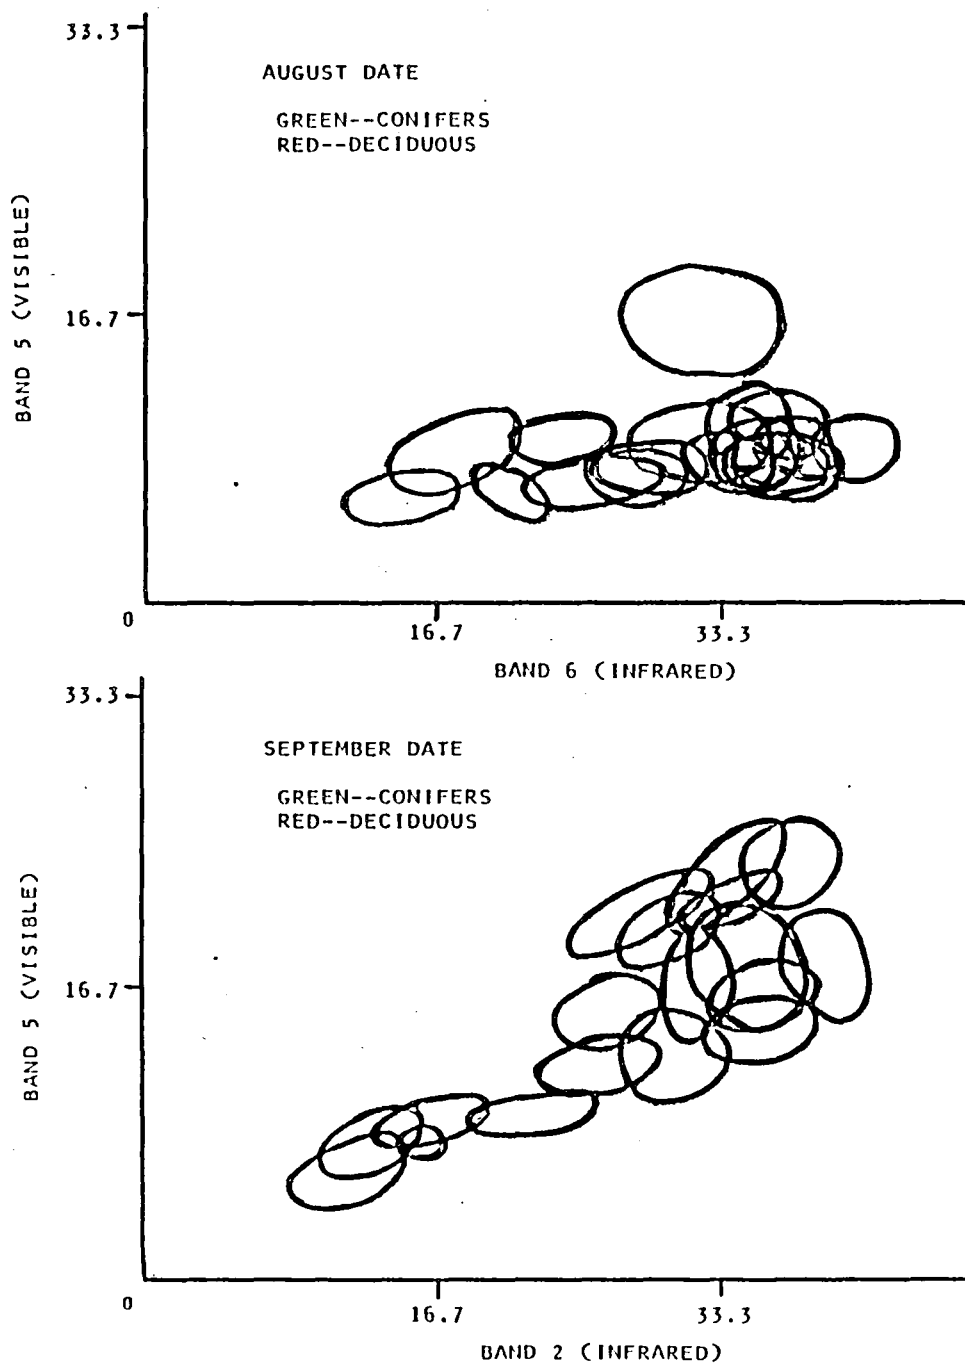 33.3
AUGUST DATE
GREEN--CONIFERS
RED--DECIDUOUS
BAND 5 (VISIBLE)
16.7
0
16.7
33.3
BAND 6 (INFRARED)
33.3
SEPTEMBER DATE
GREEN--CONIFERS
RED--DECIDUOUS
BAND 5 (VISIBLE)
16.7
0
16.7
33.3
BAND 2 (INFRARED)